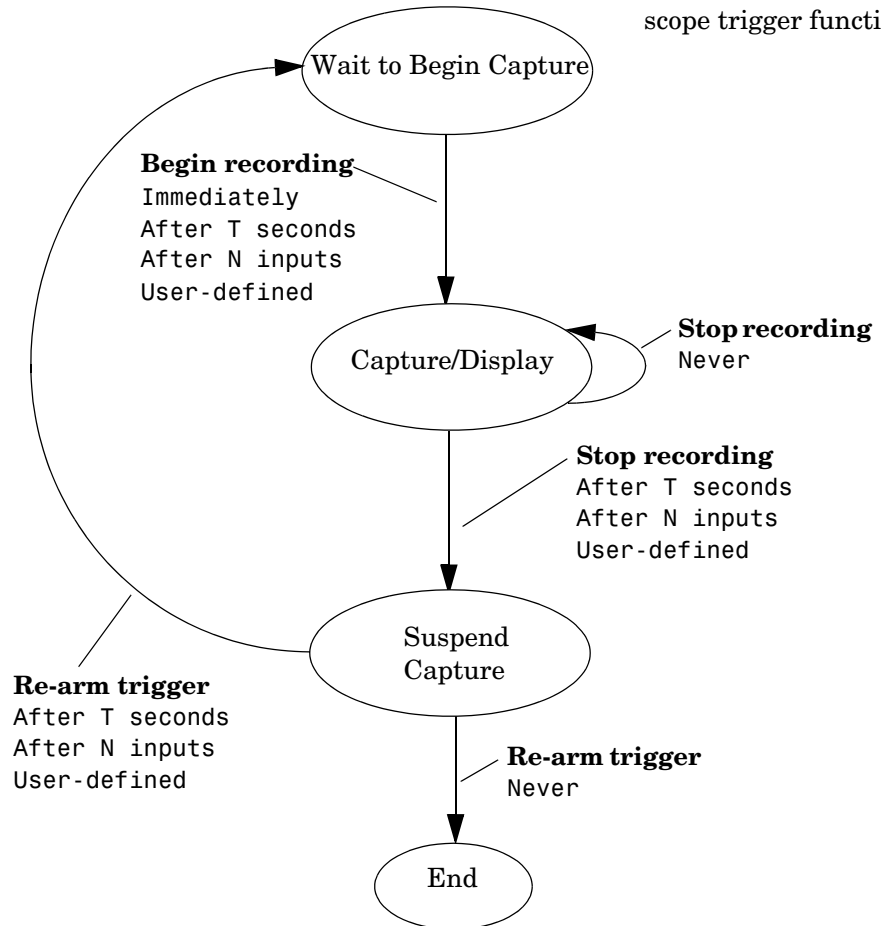 scope trigger functi
Wait to Begin Capture
Begin recording
Immediately
After T seconds
After N inputs
User-defined
Capture/Display
Stop recording
Never
Stop recording
After T seconds
After N inputs
User-defined
Suspend
Capture
Re-arm trigger
After T seconds
After N inputs
User-defined
Re-arm trigger
Never
End